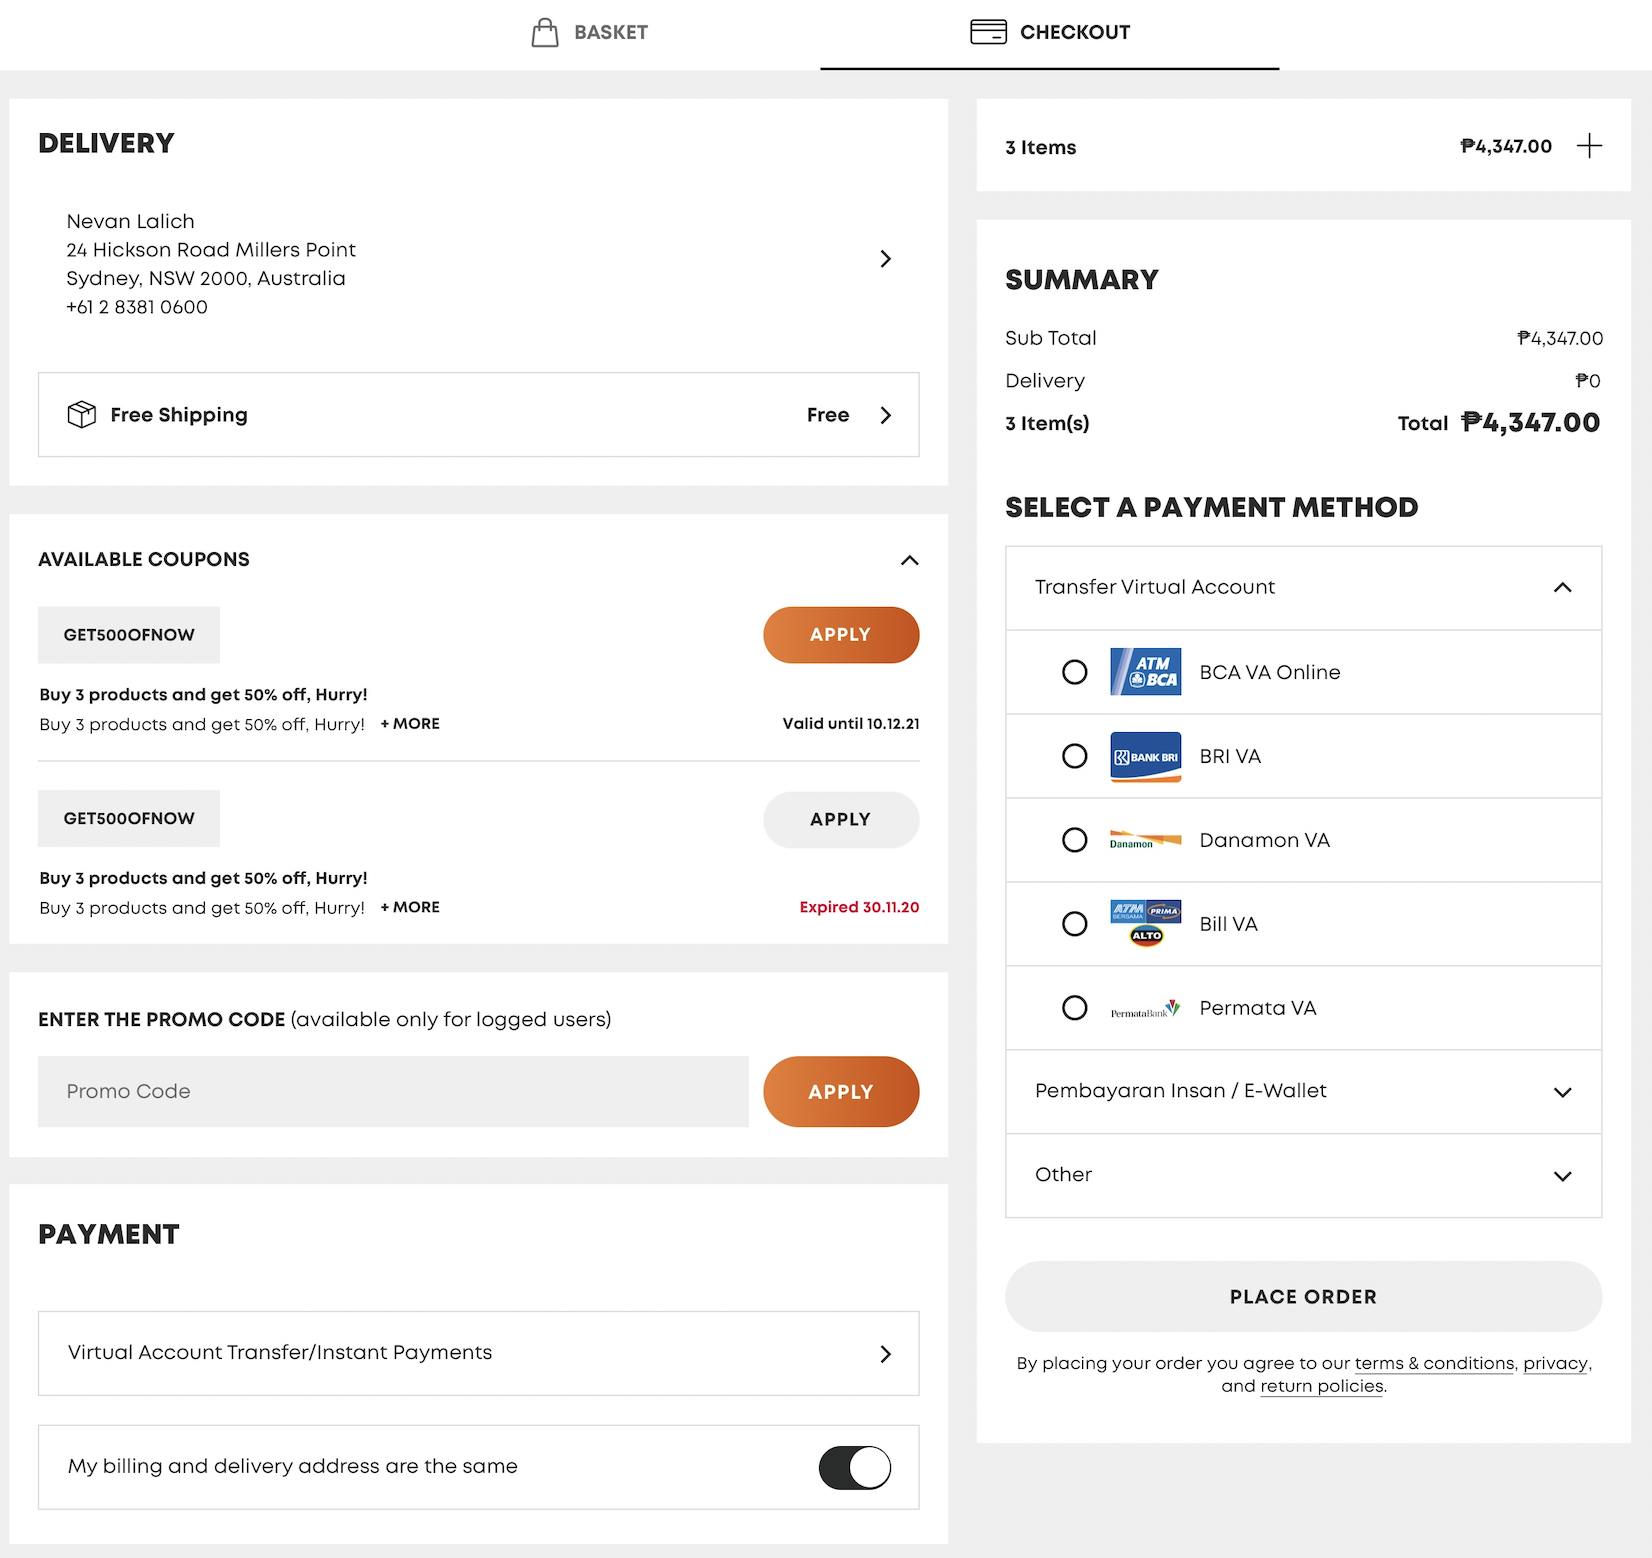 BASKET
CHECKOUT
DELIVERY
Nevan Lalich
24 Hickson Road Millers Point
Sydney, NSW 2000, Australia
+61 2 8381 0600
Free Shipping Free
AVAILABLE COUPONS
GET500OFNOW APPLY
Buy 3 products and get 50% off, Hurry!
Buy 3 products and get 50% off, Hurry! + MORE Valid until 10.12.21
GET500OFNOW APPLY
Buy 3 products and get 50% off, Hurry!
Buy 3 products and get 50% off, Hurry! + MORE Expired 30.11.20
ENTER THE PROMO CODE (available only for logged users)
Promo Code APPLY
PAYMENT
Virtual Account Transfer/Instant Payments
My billing and delivery address are the same
3 Items ₱4,347.00
SUMMARY
Sub Total ₱4,347.00
Delivery ₱0
3 Item(s) Total ₱4,347.00
SELECT A PAYMENT METHOD
Transfer Virtual Account
ATM
BCA
BCA VA Online
BANK BRI BRI VA
Danamon Danamon VA
ATM BERSAMA PRIMA
ALTO
Bill VA
PermataBank Permata VA
Pembayaran Insan / E-Wallet
Other
PLACE ORDER
By placing your order you agree to our terms & conditions, privacy,
and return policies.